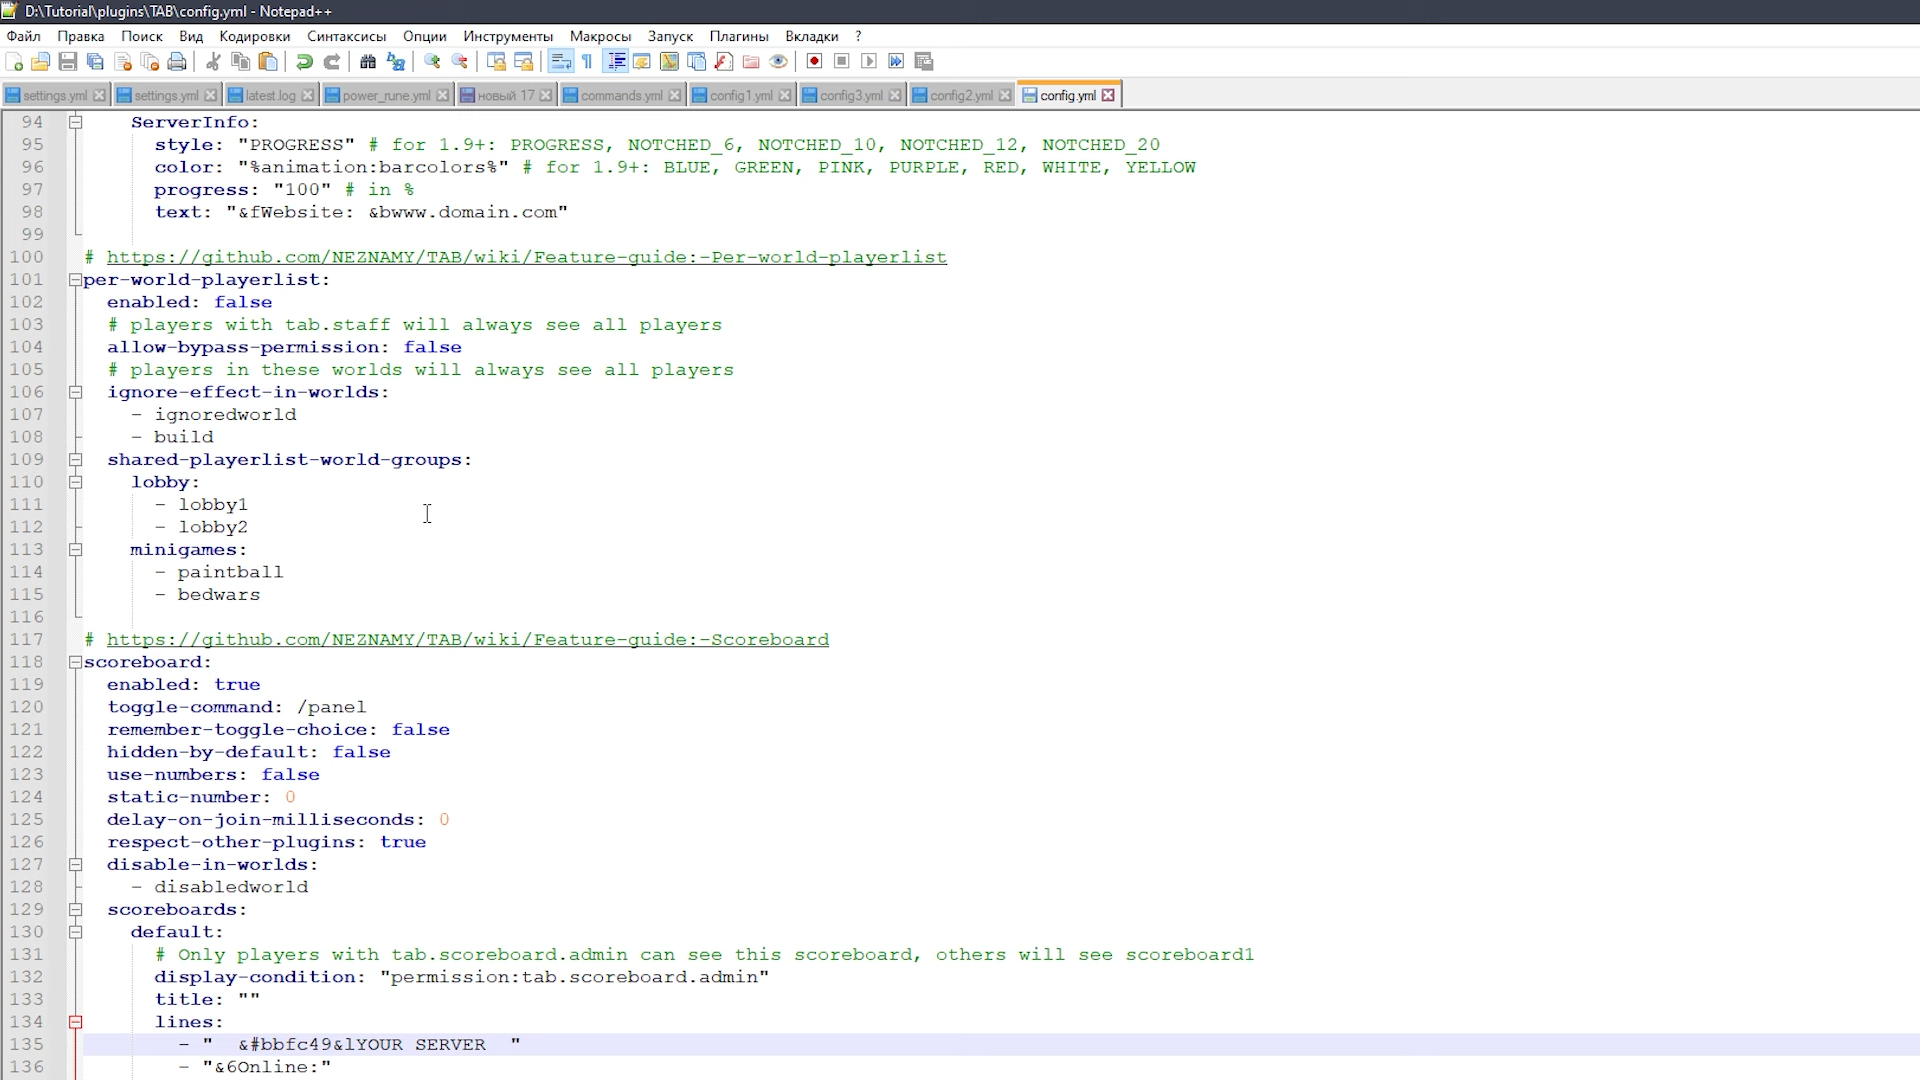 D:\Tutorial\plugins\TAB\config.yml - Notepad++
Файл Правка Поиск Вид Кодировки Синтаксисы Опции Инструменты Макросы Запуск Плагины Вкладки ?
settings.yml settings.yml latest.log power_rune.yml новый 17 commands.yml config1.yml config3.yml config2.yml config.yml
94 ServerInfo:
95 style: "PROGRESS" # for 1.9+: PROGRESS, NOTCHED_6, NOTCHED_10, NOTCHED_12, NOTCHED_20
96 color: "%animation:barcolors%" # for 1.9+: BLUE, GREEN, PINK, PURPLE, RED, WHITE, YELLOW
97 progress: "100" # in %
98 text: "&fWebsite: &bwww.domain.com"
99
100 # https://github.com/NEZNAMY/TAB/wiki/Feature-guide:-Per-world-playerlist
101 per-world-playerlist:
102 enabled: false
103 # players with tab.staff will always see all players
104 allow-bypass-permission: false
105 # players in these worlds will always see all players
106 ignore-effect-in-worlds:
107 - ignoredworld
108 - build
109 shared-playerlist-world-groups:
110 lobby:
111 - lobby1
112 - lobby2
113 minigames:
114 - paintball
115 - bedwars
116
117 # https://github.com/NEZNAMY/TAB/wiki/Feature-guide:-Scoreboard
118 scoreboard:
119 enabled: true
120 toggle-command: /panel
121 remember-toggle-choice: false
122 hidden-by-default: false
123 use-numbers: false
124 static-number: 0
125 delay-on-join-milliseconds: 0
126 respect-other-plugins: true
127 disable-in-worlds:
128 - disabledworld
129 scoreboards:
130 default:
131 # Only players with tab.scoreboard.admin can see this scoreboard, others will see scoreboard1
132 display-condition: "permission:tab.scoreboard.admin"
133 title: ""
134 lines:
135 - "  &#bbfc49&lYOUR SERVER  "
136 - "&6Online:"